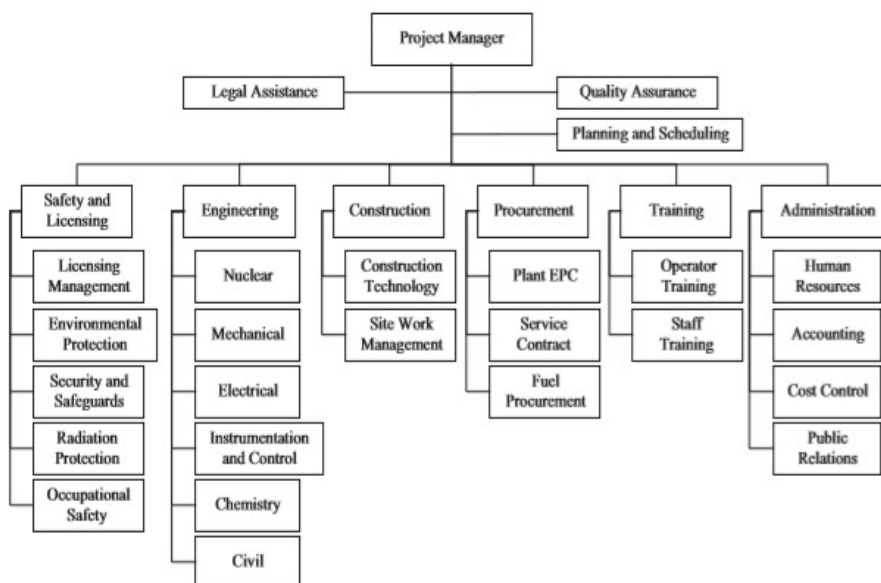 Project Manager
Legal Assistance
Quality Assurance
Planning and Scheduling
Safety and
Licensing
Engineering
Construction
Procurement
Training
Administration
Licensing
Management
Nuclear
Construction
Technology
Plant EPC
Operator
Training
Human
Resources
Environmental
Protection
Mechanical
Site Work
Management
Service
Contract
Staff
Training
Accounting
Security and
Safeguards
Electrical
Fuel
Procurement
Cost Control
Radiation
Protection
Instrumentation
and Control
Public
Relations
Occupational
Safety
Chemistry
Civil